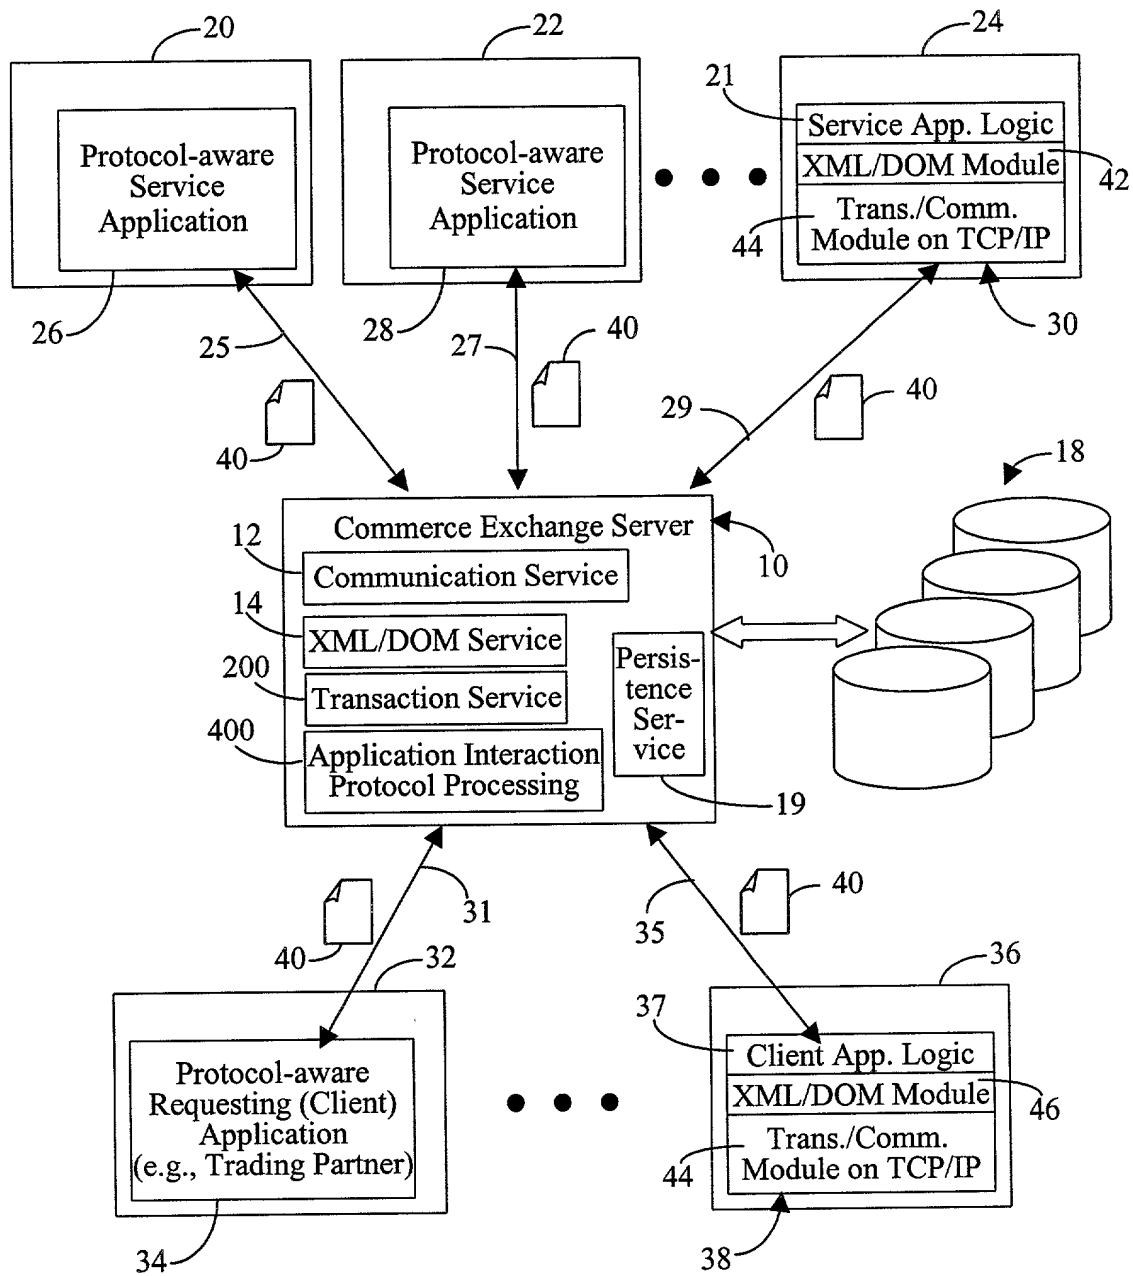 20
22
24
Protocol-aware
Service
Application
Protocol-aware
Service
Application
21
Service App. Logic
XML/DOM Module
42
44
Trans./Comm.
Module on TCP/IP
26
25
28
27
40
30
40
29
40
18
Commerce Exchange Server
10
12
Communication Service
14
XML/DOM Service
200
Transaction Service
400
Application Interaction
Protocol Processing
Persis-
tence
Ser-
vice
19
40
31
32
35
40
36
Protocol-aware
Requesting (Client)
Application
(e.g., Trading Partner)
34
37
Client App. Logic
XML/DOM Module
46
44
Trans./Comm.
Module on TCP/IP
38